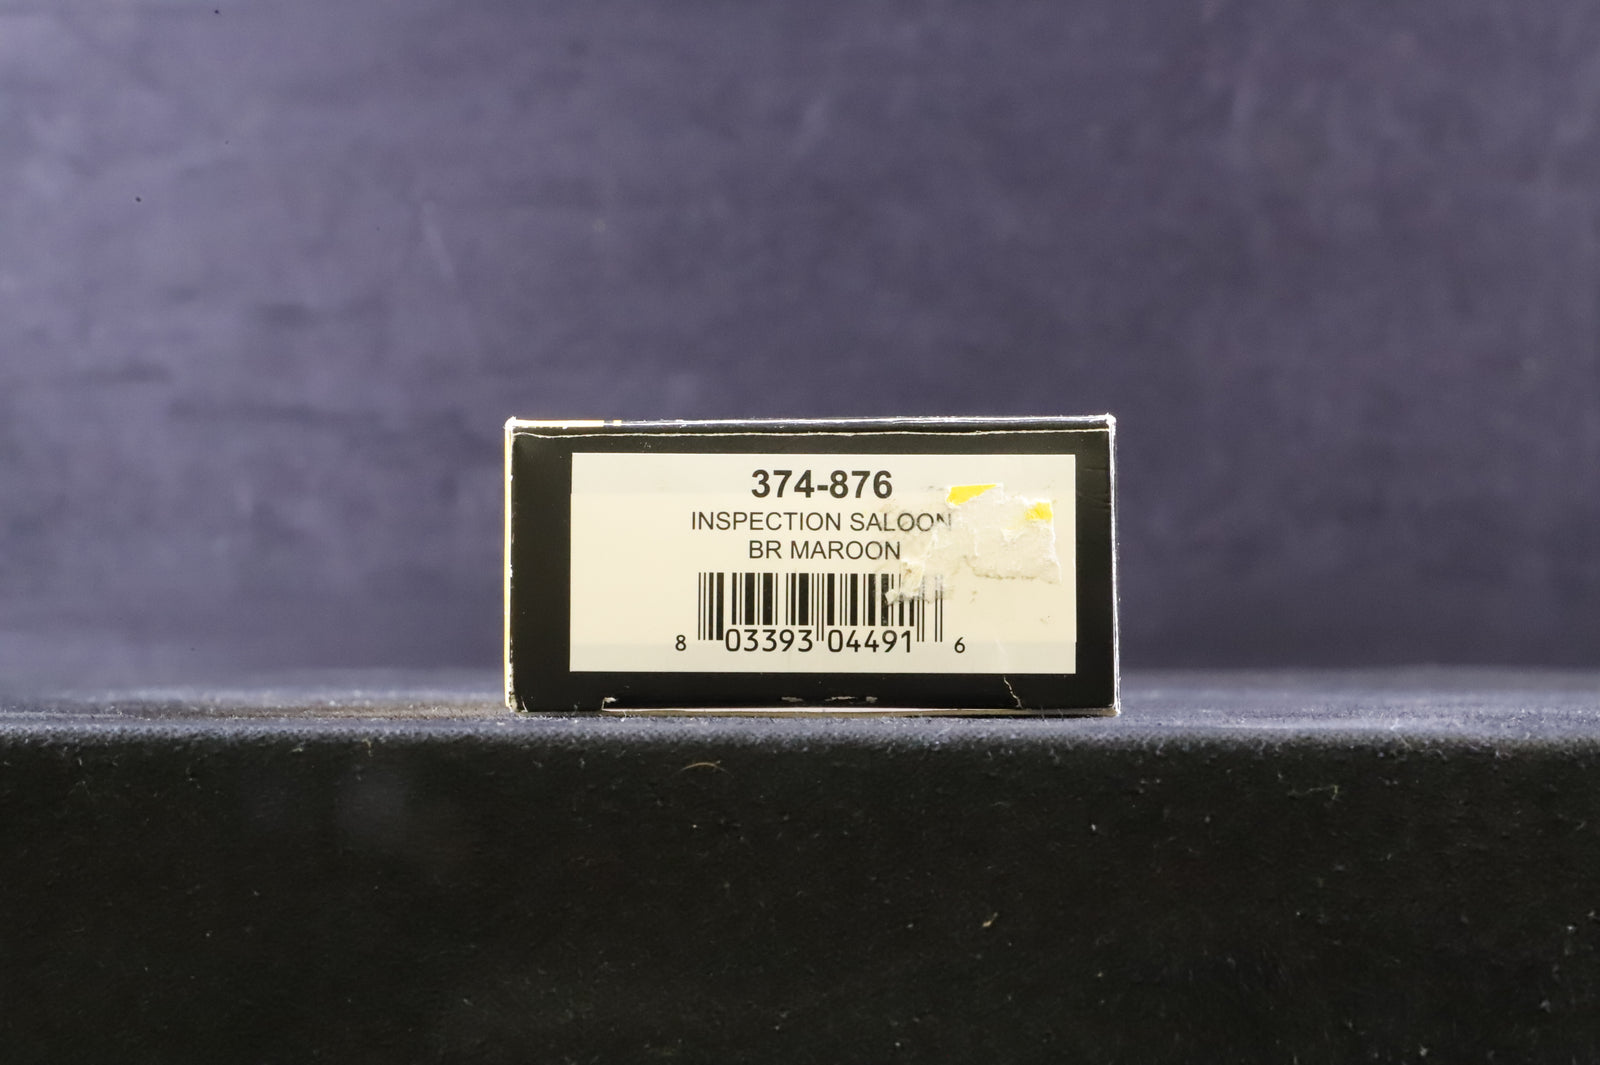 374-876
INSPECTION SALOON
BR MAROON
8 03393 04491 6